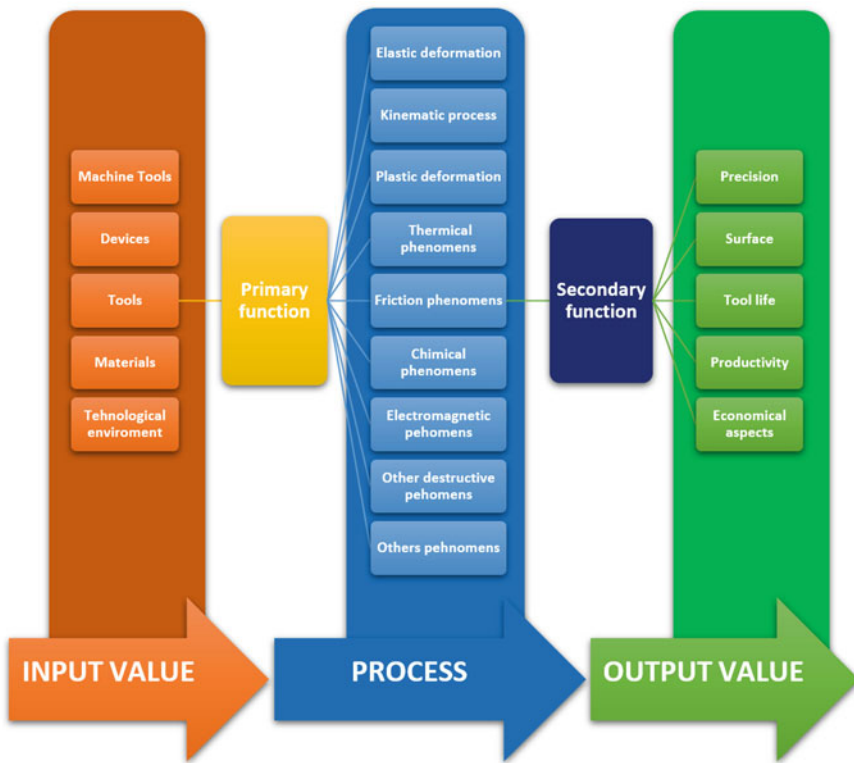 Machine Tools
Devices
Tools
Materials
Tehnological
enviroment
Primary
function
Elastic deformation
Kinematic process
Plastic deformation
Thermical
phenomens
Friction phenomens
Chimical
phenomens
Electromagnetic
pehomens
Other destructive
pehomens
Others pehnomens
Secondary
function
Precision
Surface
Tool life
Productivity
Economical
aspects
INPUT VALUE
PROCESS
OUTPUT VALUE